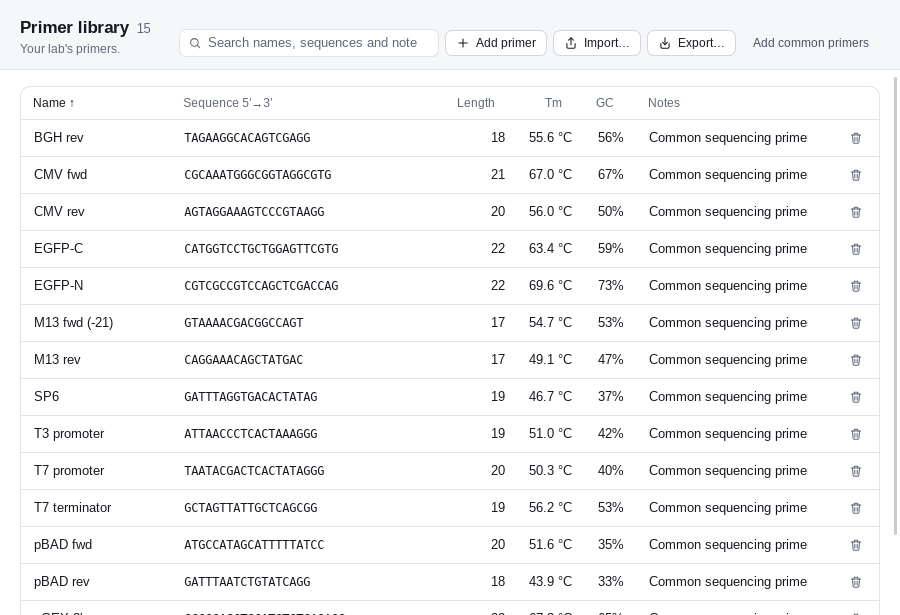 Primer library 15
Your lab's primers.
Search names, sequences and note
Add primer
Import…
Export…
Add common primers
Name ↑ Sequence 5'→3' Length Tm GC Notes
BGH rev TAGAAGGCACAGTCGAGG 18 55.6 °C 56% Common sequencing prime
CMV fwd CGCAAATGGGCGGTAGGCGTG 21 67.0 °C 67% Common sequencing prime
CMV rev AGTAGGAAAGTCCCGTAAGG 20 56.0 °C 50% Common sequencing prime
EGFP-C CATGGTCCTGCTGGAGTTCGTG 22 63.4 °C 59% Common sequencing prime
EGFP-N CGTCGCCGTCCAGCTCGACCAG 22 69.6 °C 73% Common sequencing prime
M13 fwd (-21) GTAAAACGACGGCCAGT 17 54.7 °C 53% Common sequencing prime
M13 rev CAGGAAACAGCTATGAC 17 49.1 °C 47% Common sequencing prime
SP6 GATTTAGGTGACACTATAG 19 46.7 °C 37% Common sequencing prime
T3 promoter ATTAACCCTCACTAAAGGG 19 51.0 °C 42% Common sequencing prime
T7 promoter TAATACGACTCACTATAGGG 20 50.3 °C 40% Common sequencing prime
T7 terminator GCTAGTTATTGCTCAGCGG 19 56.2 °C 53% Common sequencing prime
pBAD fwd ATGCCATAGCATTTTTATCC 20 51.6 °C 35% Common sequencing prime
pBAD rev GATTTAATCTGTATCAGG 18 43.9 °C 33% Common sequencing prime